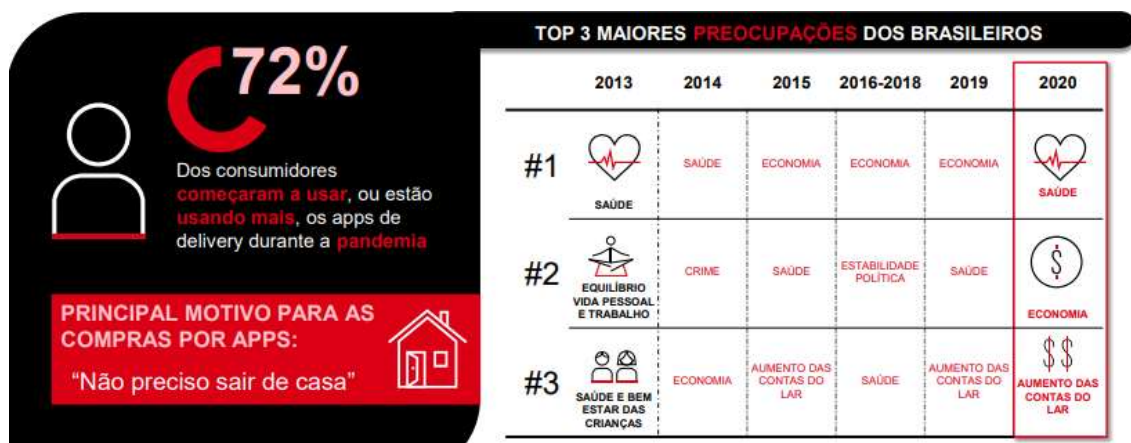 72%
Dos consumidores
começaram a usar, ou estão
usando mais, os apps de
delivery durante a pandemia
PRINCIPAL MOTIVO PARA AS
COMPRAS POR APPS:
“Não preciso sair de casa”
TOP 3 MAIORES PREOCUPAÇÕES DOS BRASILEIROS
2013 2014 2015 2016-2018 2019 2020
#1
SAÚDE
SAÚDE
ECONOMIA
ECONOMIA
ECONOMIA
SAÚDE
#2
EQUILÍBRIO
VIDA PESSOAL
E TRABALHO
CRIME
SAÚDE
ESTABILIDADE
POLÍTICA
SAÚDE
$
ECONOMIA
#3
SAÚDE E BEM
ESTAR DAS
CRIANÇAS
ECONOMIA
AUMENTO DAS
CONTAS DO
LAR
SAÚDE
AUMENTO DAS
CONTAS DO
LAR
$ $
AUMENTO DAS
CONTAS DO
LAR